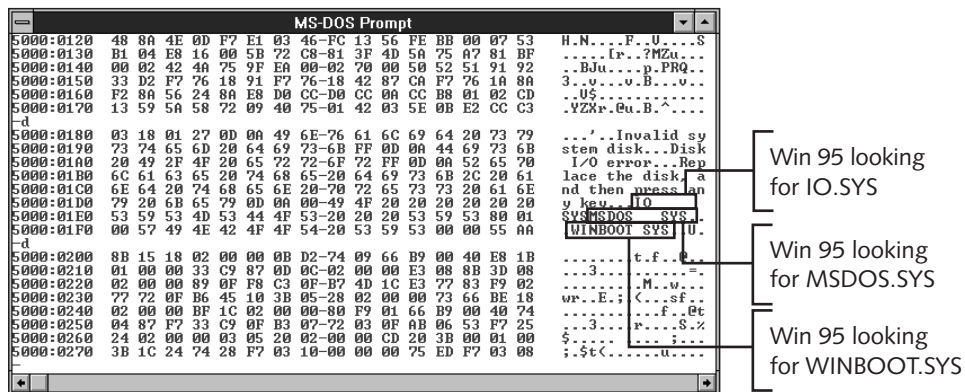 MS-DOS Prompt
5000:0120 48 8A 4E 0D F7 E1 03 46-FC 13 56 FE BB 00 07 53 H.N....F..V....S
5000:0130 B1 04 E8 16 00 5B 72 C8-81 3F 4D 5A 75 A7 81 BF .....[r..?MZu...
5000:0140 00 02 42 4A 75 9F EA 00-02 70 00 50 52 51 91 92 ..BJu....p.PRQ..
5000:0150 33 D2 F7 76 18 91 F7 76-18 42 87 CA F7 76 1A 8A 3..v...v.B...v..
5000:0160 F2 8A 56 24 8A E8 D0 CC-D0 CC 0A CC B8 01 02 CD ..V$............
5000:0170 13 59 5A 58 72 09 40 75-01 42 03 5E 0B E2 CC C3 .YZXr.@u.B.^....
-d
5000:0180 03 18 01 27 0D 0A 49 6E-76 61 6C 69 64 20 73 79 ...'..Invalid sy
5000:0190 73 74 65 6D 20 64 69 73-6B FF 0D 0A 44 69 73 6B stem disk...Disk
5000:01A0 20 49 2F 4F 20 65 72 72-6F 72 FF 0D 0A 52 65 70 I/O error...Rep
5000:01B0 6C 61 63 65 20 74 68 65-20 64 69 73 6B 2C 20 61 lace the disk, a
5000:01C0 6E 64 20 74 68 65 6E 20-70 72 65 73 73 20 61 6E nd then press an
5000:01D0 79 20 6B 65 79 0D 0A 00-49 4F 20 20 20 20 20 20 y key...IO
5000:01E0 53 59 53 4D 53 44 4F 53-20 20 20 53 59 53 80 01 SYSMSDOS SYS..
5000:01F0 00 57 49 4E 42 4F 4F 54-20 53 59 53 00 00 55 AA .WINBOOT SYS..U.
-d
5000:0200 8B 15 18 02 00 00 0B D2-74 09 66 B9 00 40 E8 1B ........t.f..@..
5000:0210 01 00 00 33 C9 87 0D 0C-02 00 00 E3 08 8B 3D 08 ...3..........=.
5000:0220 02 00 00 89 0F F8 C3 0F-B7 4D 1C E3 77 83 F9 02 .........M..w...
5000:0230 77 72 0F B6 45 10 3B 05-28 02 00 00 73 66 BE 18 wr..E.;.(...sf..
5000:0240 02 00 00 BF 1C 02 00 00-80 F9 01 66 B9 00 40 74 ...........f..@t
5000:0250 04 87 F7 33 C9 0F B3 07-72 03 0F AB 06 53 F7 25 ...3....r....S.%
5000:0260 24 02 00 00 03 05 20 02-00 00 CD 20 3B 00 01 00 $..... .... ;...
5000:0270 3B 1C 24 74 28 F7 03 10-00 00 00 75 ED F7 03 08 ;.$t(......u....
-
Win 95 looking
for IO.SYS
Win 95 looking
for MSDOS.SYS
Win 95 looking
for WINBOOT.SYS